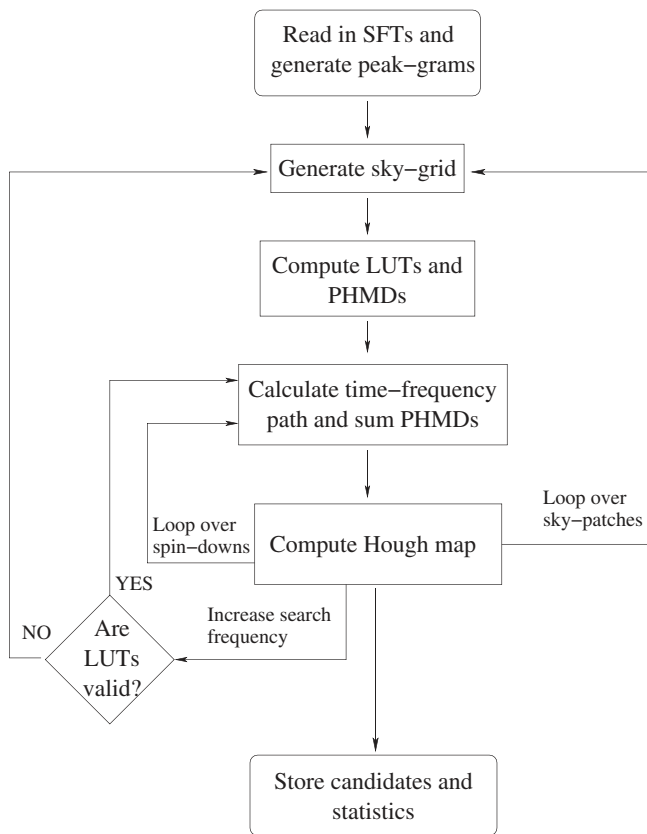 Read in SFTs and
generate peak−grams
Generate sky−grid
Compute LUTs and
PHMDs
Calculate time−frequency
path and sum PHMDs
Loop over
spin−downs
Compute Hough map
Loop over
sky−patches
YES
NO
Are
LUTs
valid?
Increase search
frequency
Store candidates and
statistics